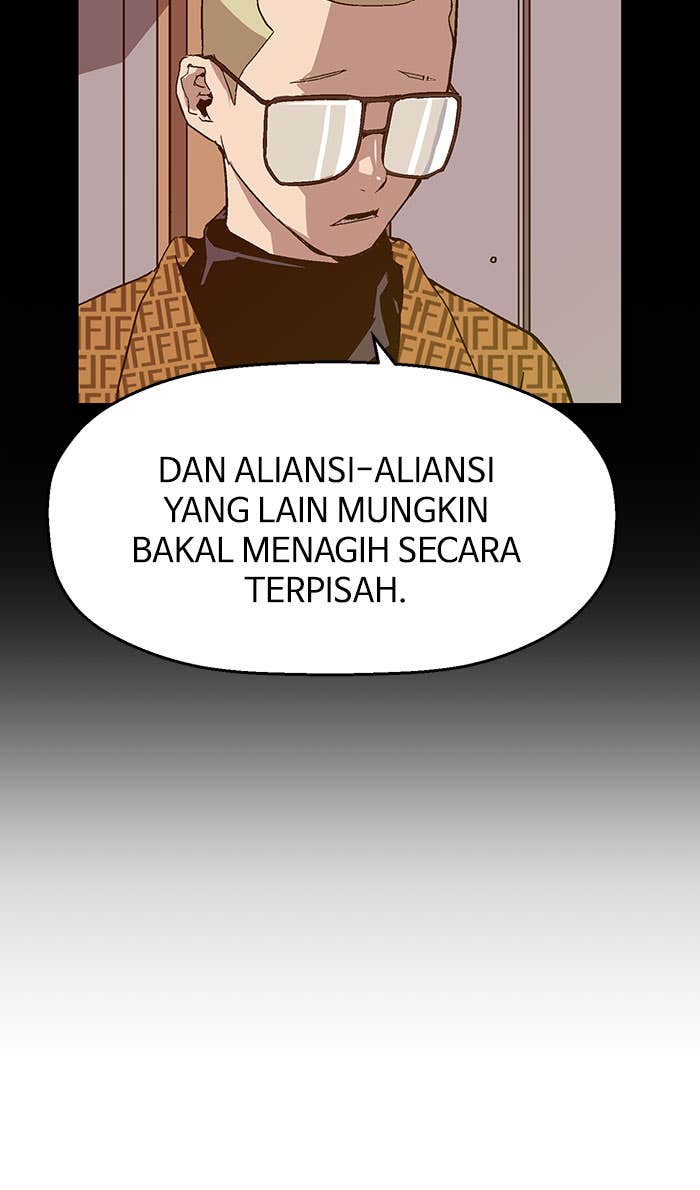 DAN ALIANSI-ALIANSI
YANG LAIN MUNGKIN
BAKAL MENAGIH SECARA
TERPISAH.